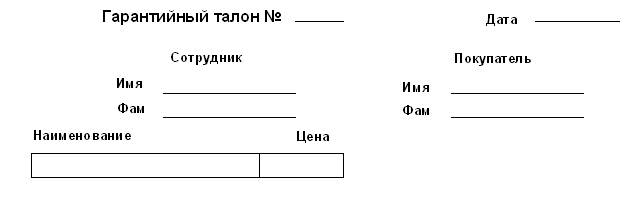 Гарантийный талон № Дата
Сотрудник Покупатель
Имя Имя
Фам Фам
Наименование Цена